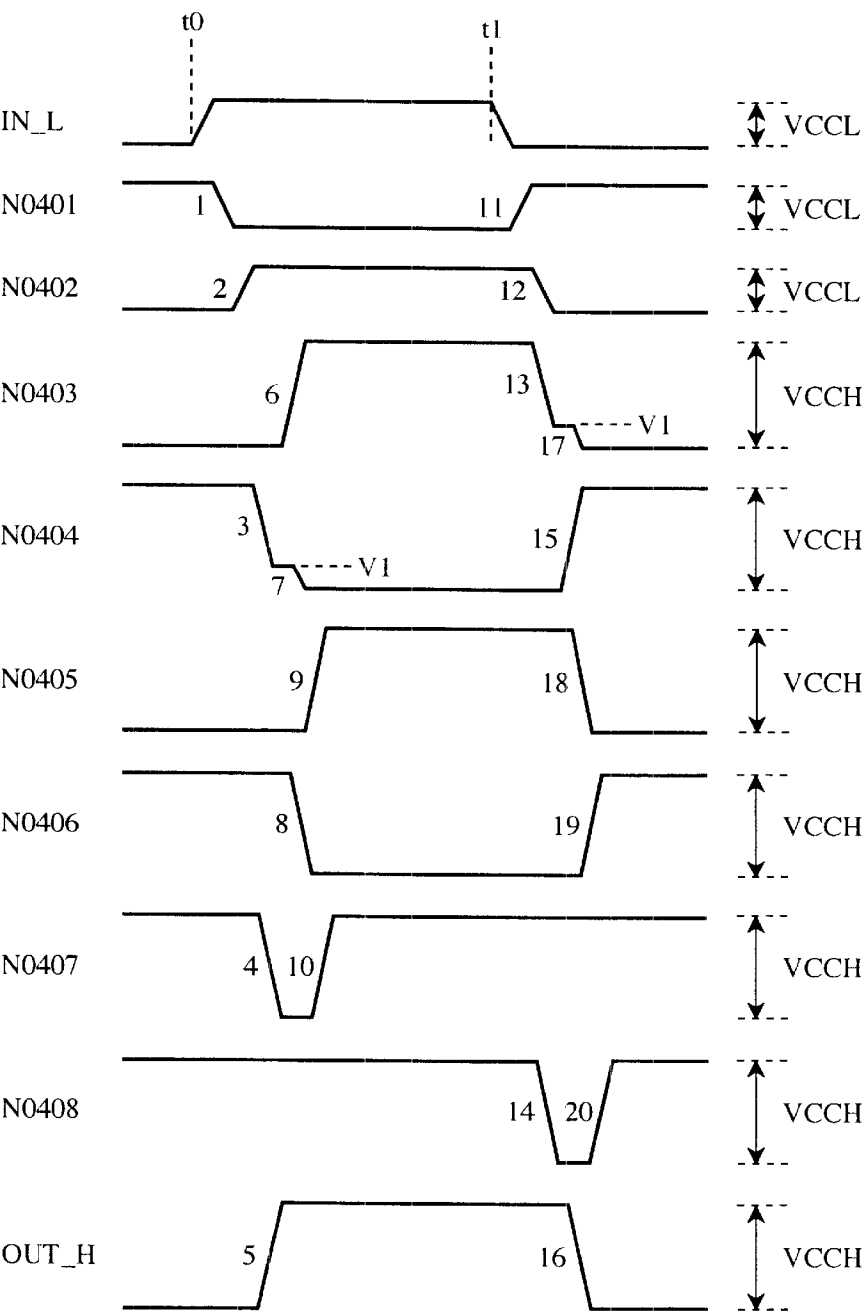 t0 t1
IN_L VCCL
N0401 1 11 VCCL
N0402 2 12 VCCL
N0403 6 13 17 V1 VCCH
N0404 3 7 V1 15 VCCH
N0405 9 18 VCCH
N0406 8 19 VCCH
N0407 4 10 VCCH
N0408 14 20 VCCH
OUT_H 5 16 VCCH